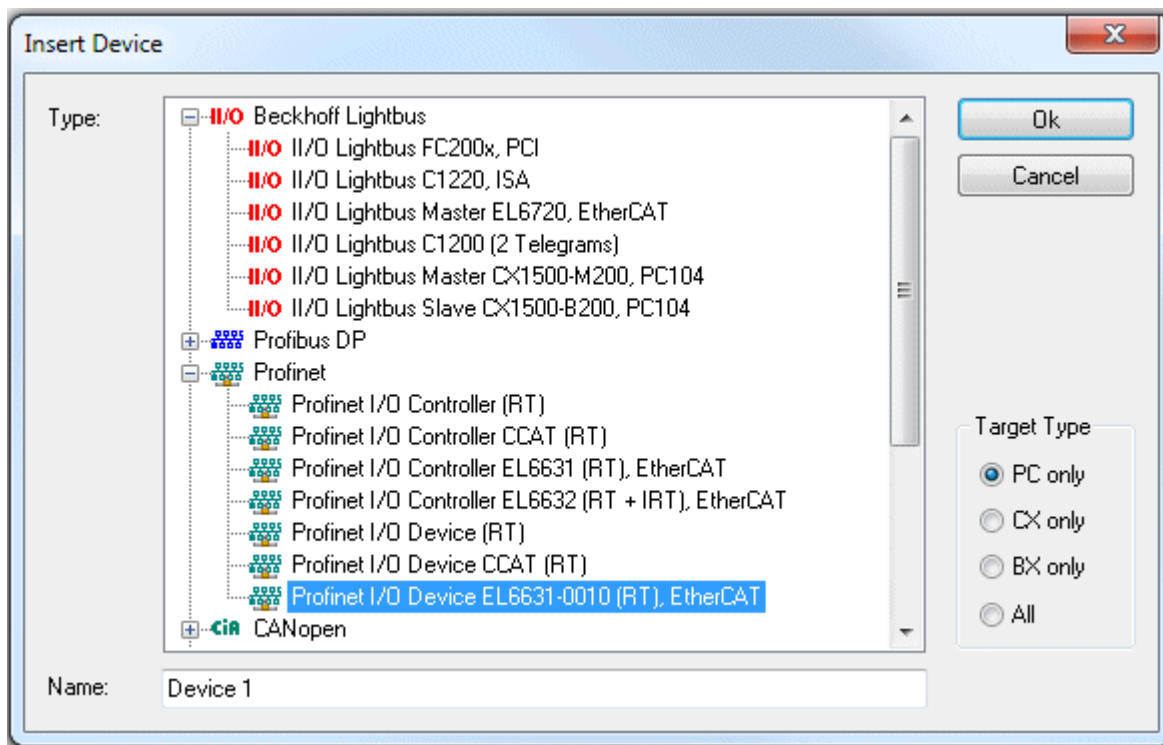 Insert Device
Type:
II/O Beckhoff Lightbus
II/O II/O Lightbus FC200x, PCI
II/O II/O Lightbus C1220, ISA
II/O II/O Lightbus Master EL6720, EtherCAT
II/O II/O Lightbus C1200 (2 Telegrams)
II/O II/O Lightbus Master CX1500-M200, PC104
II/O II/O Lightbus Slave CX1500-B200, PC104
Profibus DP
Profinet
Profinet I/O Controller (RT)
Profinet I/O Controller CCAT (RT)
Profinet I/O Controller EL6631 (RT), EtherCAT
Profinet I/O Controller EL6632 (RT + IRT), EtherCAT
Profinet I/O Device (RT)
Profinet I/O Device CCAT (RT)
Profinet I/O Device EL6631-0010 (RT), EtherCAT
CiA CANopen
Ok
Cancel
Target Type
PC only
CX only
BX only
All
Name:
Device 1